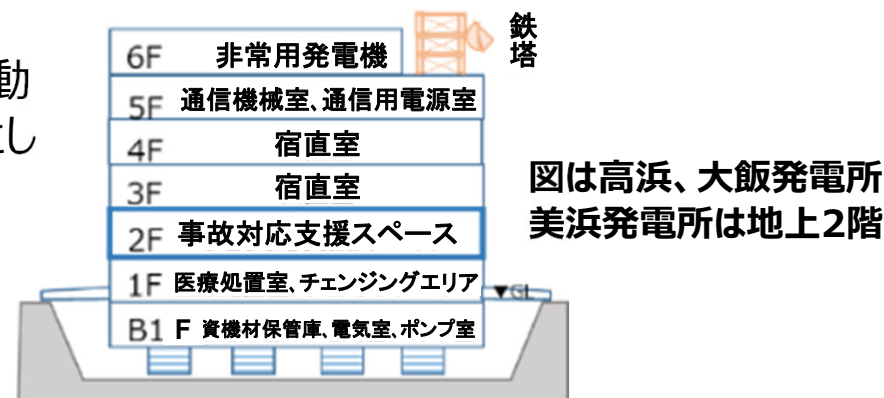 動
し
鉄
塔
6F 非常用発電機
5F 通信機械室、通信用電源室
4F 宿直室
3F 宿直室
2F 事故対応支援スペース
1F 医療処置室、チェンジングエリア
▼GL
B1F 資機材保管庫、電気室、ポンプ室
図は高浜、大飯発電所
美浜発電所は地上2階